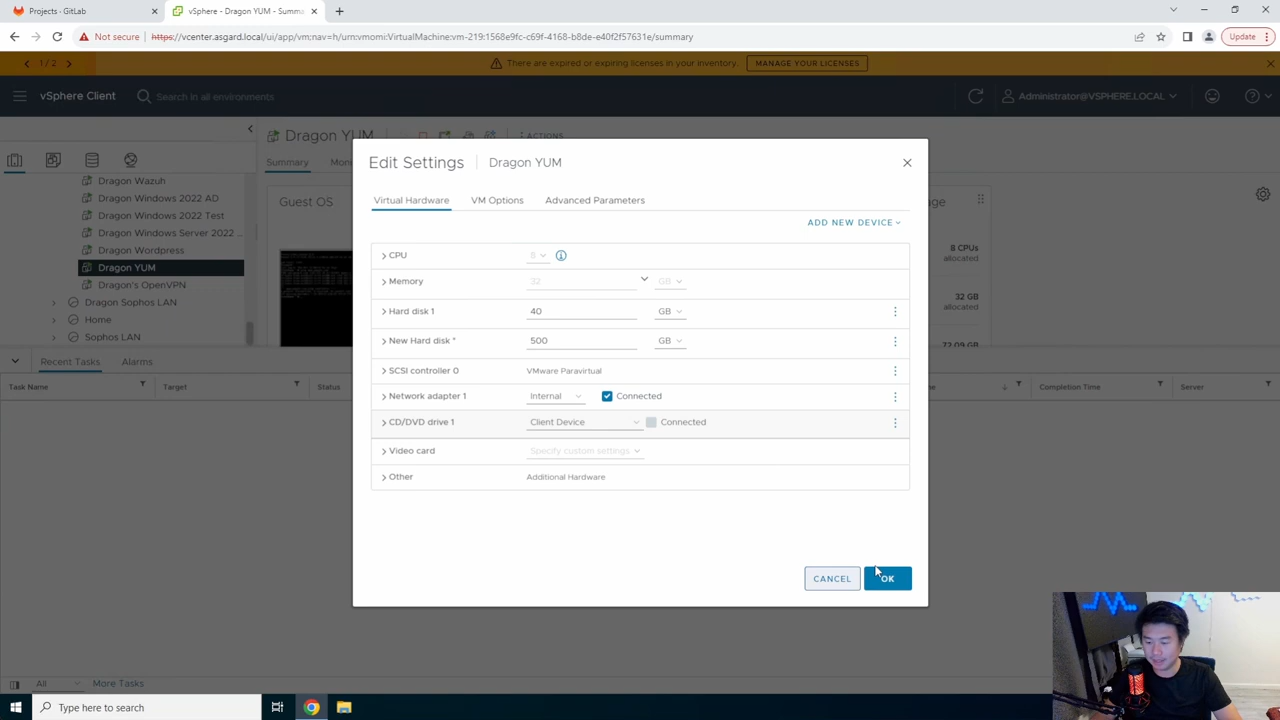 Projects · GitLab
vSphere - Dragon YUM - Summa
Not secure
https://vcenter.asgard.local/ui/app/vm;nav=h/urn:vmomi:VirtualMachine:vm-219:1568e9fc-c69f-4168-b8de-e40f2f57631e/summary
Update
1 / 2
There are expired or expiring licenses in your inventory.
MANAGE YOUR LICENSES
vSphere Client
Search in all environments
Administrator@VSPHERE.LOCAL
Dragon YUM
ACTIONS
Summary
Guest OS
8 CPUs
allocated
32 GB
allocated
72.09 GB
Dragon Wazuh
Dragon Windows 2022 AD
Dragon Windows 2022 Test
Dragon Windows Server 2022 ...
Dragon Wordpress
Dragon YUM
Dragon's OpenVPN
Dragon Sophos LAN
Home
Sophos LAN
Edit Settings
Dragon YUM
Virtual Hardware
VM Options
Advanced Parameters
ADD NEW DEVICE
CPU
8
Memory
32
GB
Hard disk 1
40
GB
New Hard disk *
500
GB
SCSI controller 0
VMware Paravirtual
Network adapter 1
Internal
Connected
CD/DVD drive 1
Client Device
Connected
Video card
Specify custom settings
Other
Additional Hardware
CANCEL
OK
Recent Tasks
Alarms
Task Name
Target
Status
Completion Time
Server
All
More Tasks
Type here to search